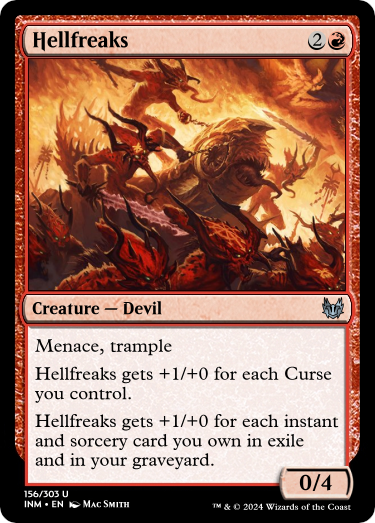 Hellfreaks 2
Creature — Devil
Menace, trample
Hellfreaks gets +1/+0 for each Curse
you control.
Hellfreaks gets +1/+0 for each instant
and sorcery card you own in exile
and in your graveyard.
0/4
156/303 U
INM • EN Mac Smith
™ & © 2024 Wizards of the Coast